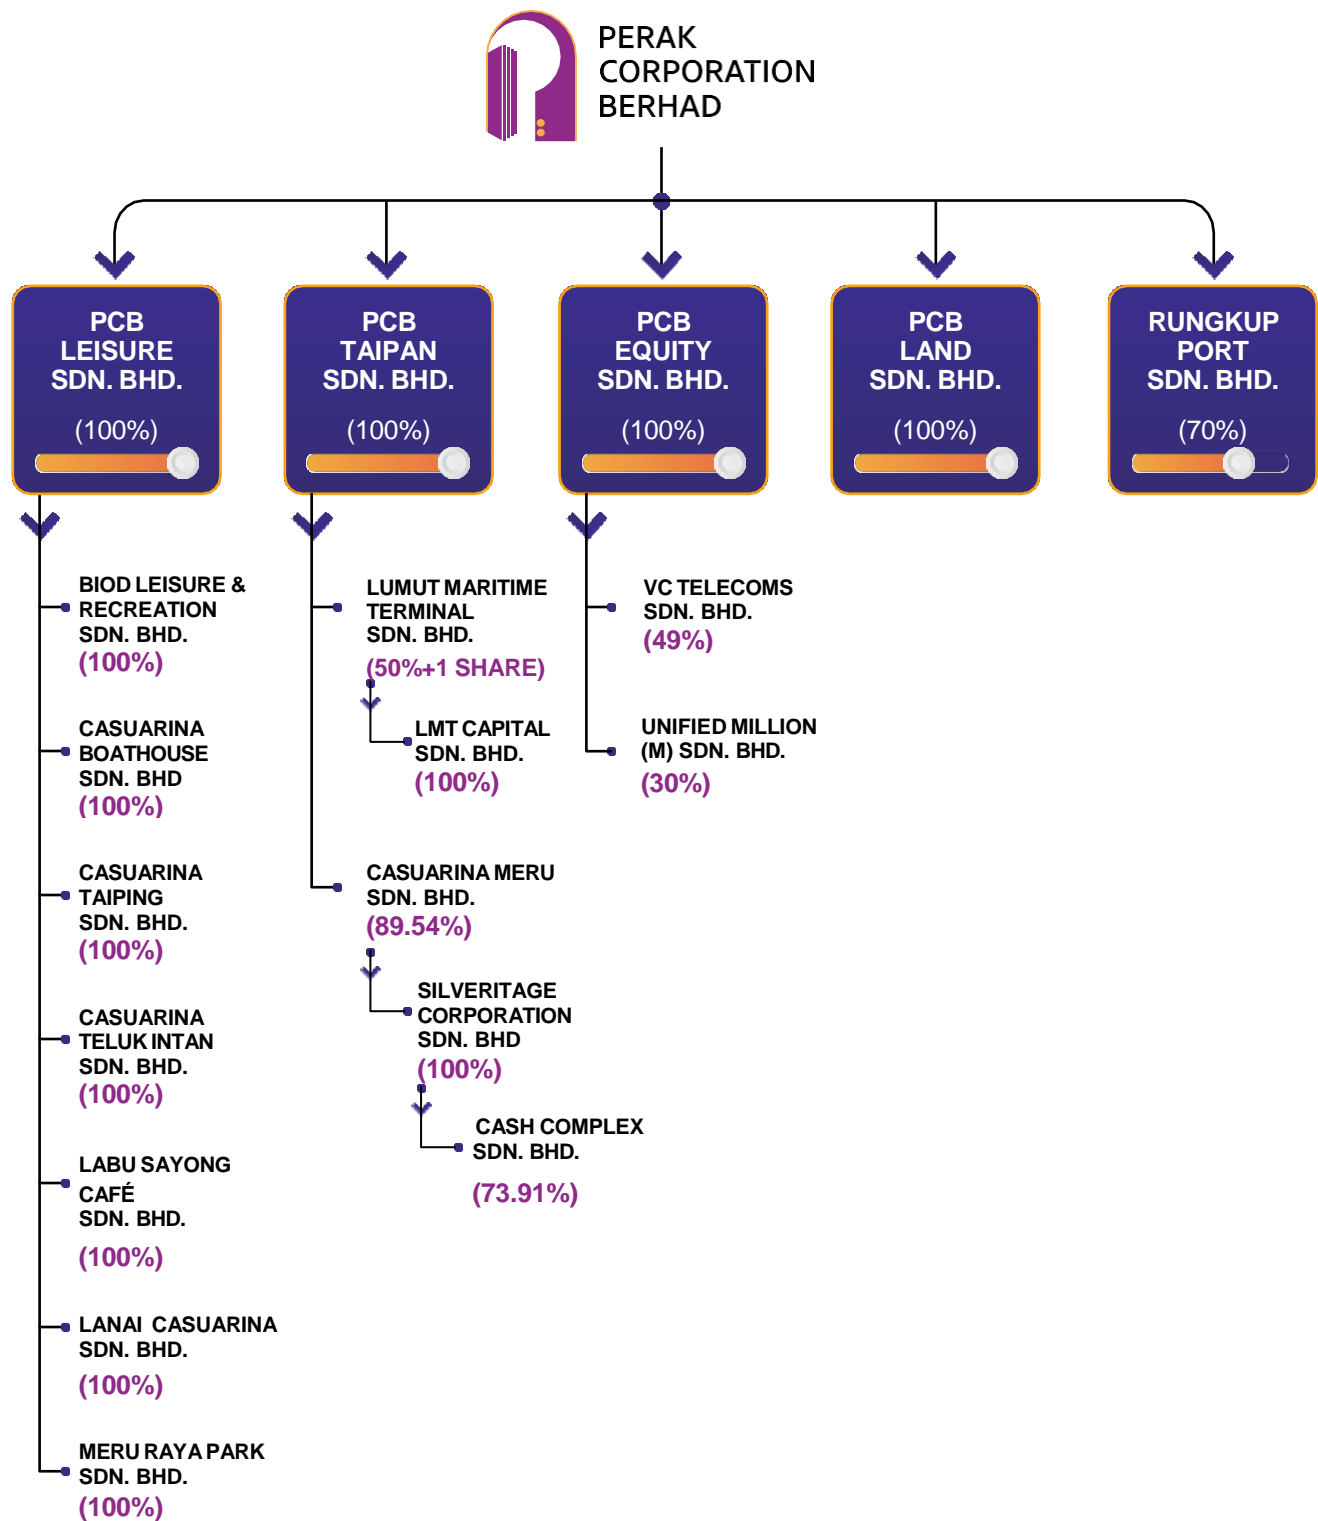 PERAK
CORPORATION
BERHAD
PCB
LEISURE
SDN. BHD.
(100%)
PCB
TAIPAN
SDN. BHD.
(100%)
PCB
EQUITY
SDN. BHD.
(100%)
PCB
LAND
SDN. BHD.
(100%)
RUNGKUP
PORT
SDN. BHD.
(70%)
BIOD LEISURE &
RECREATION
SDN. BHD.
(100%)
CASUARINA
BOATHOUSE
SDN. BHD
(100%)
CASUARINA
TAIPING
SDN. BHD.
(100%)
CASUARINA
TELUK INTAN
SDN. BHD.
(100%)
LABU SAYONG
CAFÉ
SDN. BHD.
(100%)
LANAI CASUARINA
SDN. BHD.
(100%)
MERU RAYA PARK
SDN. BHD.
(100%)
LUMUT MARITIME
TERMINAL
SDN. BHD.
(50%+1 SHARE)
LMT CAPITAL
SDN. BHD.
(100%)
CASUARINA MERU
SDN. BHD.
(89.54%)
SILVERITAGE
CORPORATION
SDN. BHD
(100%)
CASH COMPLEX
SDN. BHD.
(73.91%)
VC TELECOMS
SDN. BHD.
(49%)
UNIFIED MILLION
(M) SDN. BHD.
(30%)